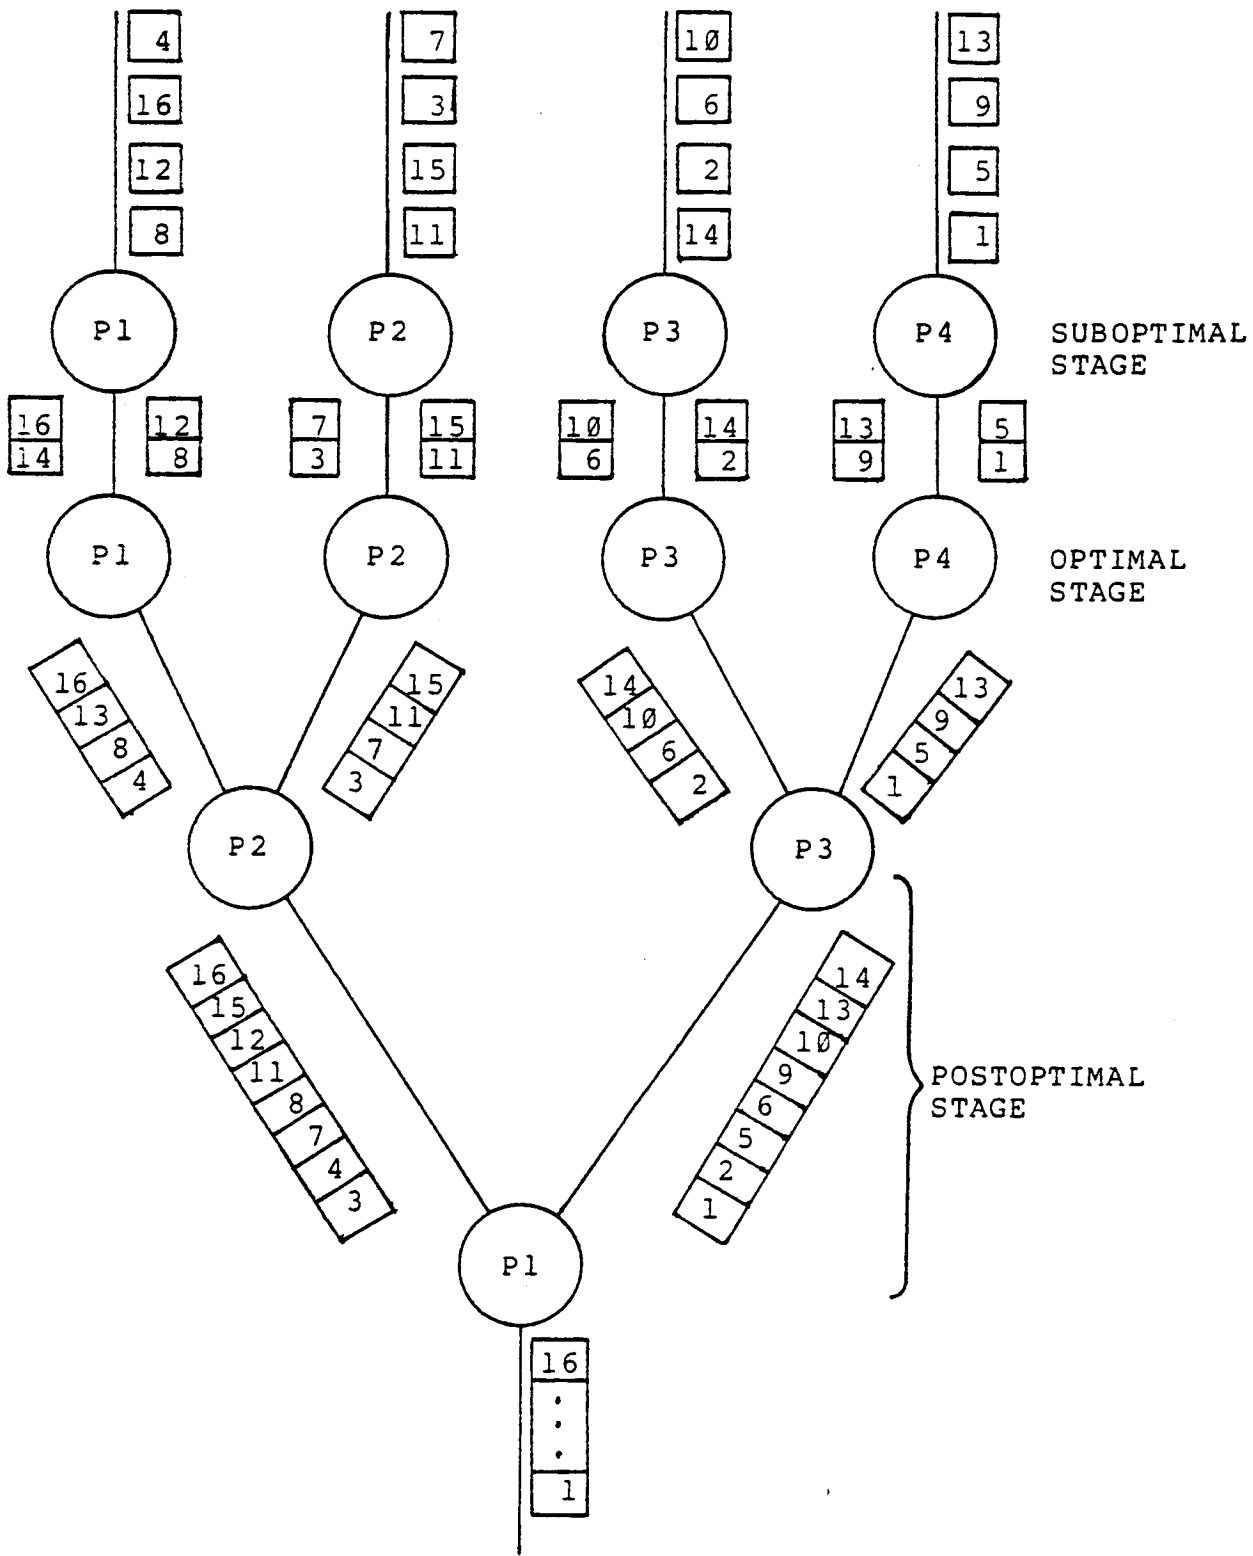 4 7 10 13
16 3 6 9
12 15 2 5
8 11 14 1
P1 P2 P3 P4
SUBOPTIMAL
STAGE
16 12 7 15 10 14 13 5
14 8 3 11 6 2 9 1
P1 P2 P3 P4
OPTIMAL
STAGE
16 15 14 13
13 11 10 9
8 7 6 5
4 3 2 1
P2 P3
16 14
15 13
12 10
11 9
8 6
7 5
4 2
3 1
POSTOPTIMAL
STAGE
P1
16
.
.
.
1